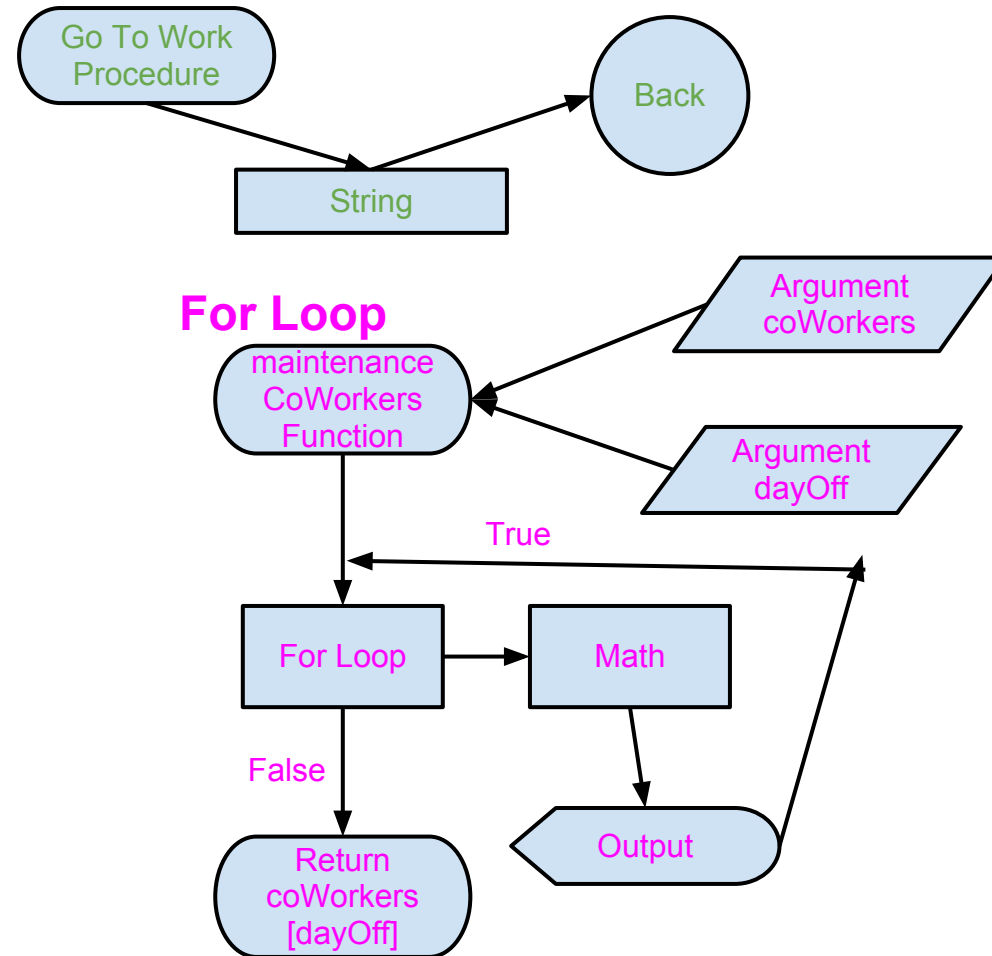 Go To Work
Procedure
Back
String
For Loop
Argument
coWorkers
maintenance
CoWorkers
Function
Argument
dayOff
True
For Loop
Math
False
Output
Return
coWorkers
[dayOff]